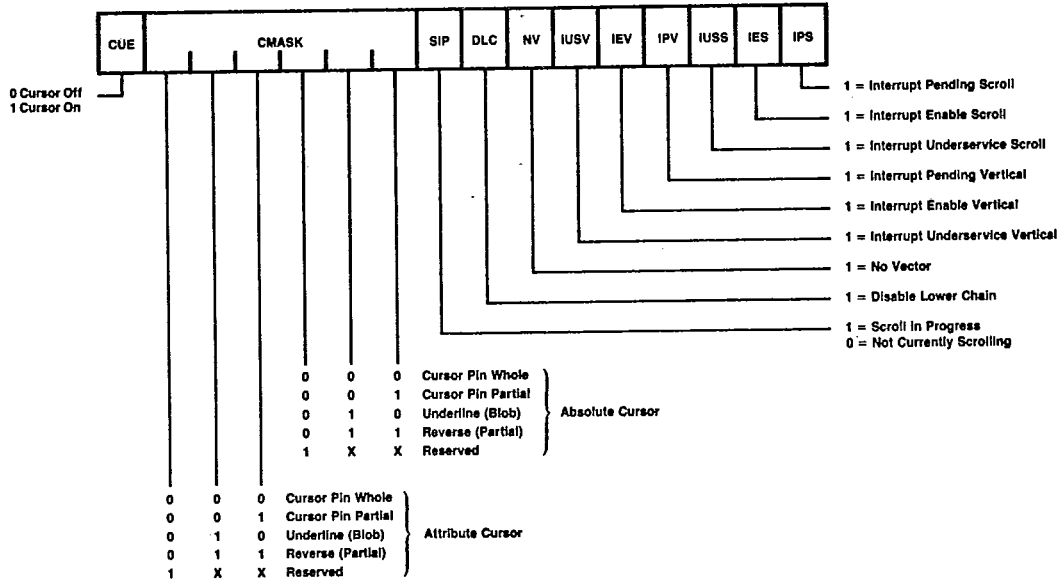 CUE CMASK SIP DLC NV IUSV IEV IPV IUSS IES IPS
0 Cursor Off
1 Cursor On
1 = Interrupt Pending Scroll
1 = Interrupt Enable Scroll
1 = Interrupt Underservice Scroll
1 = Interrupt Pending Vertical
1 = Interrupt Enable Vertical
1 = Interrupt Underservice Vertical
1 = No Vector
1 = Disable Lower Chain
1 = Scroll in Progress
0 = Not Currently Scrolling
0 0 0 Cursor Pin Whole
0 0 1 Cursor Pin Partial
0 1 0 Underline (Blob)
0 1 1 Reverse (Partial)
1 X X Reserved
Absolute Cursor
0 0 0 Cursor Pin Whole
0 0 1 Cursor Pin Partial
0 1 0 Underline (Blob)
0 1 1 Reverse (Partial)
1 X X Reserved
Attribute Cursor